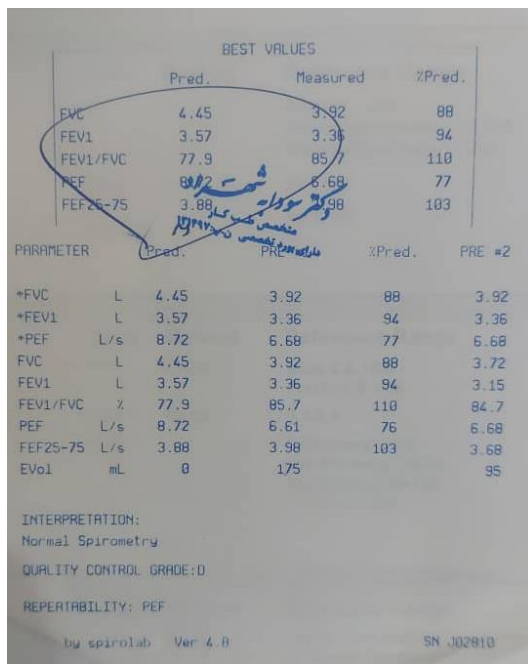 BEST VALUES
Pred. Measured %Pred.
FVC 4.45 3.92 88
FEV1 3.57 3.36 94
FEV1/FVC 77.9 85.7 110
PEF 6.68 77
FEF25-75 3.88 103
PARAMETER Pred. PRE %Pred. PRE #2
*FVC L 4.45 3.92 88 3.92
*FEV1 L 3.57 3.36 94 3.36
*PEF L/s 8.72 6.68 77 6.68
FVC L 4.45 3.92 88 3.72
FEV1 L 3.57 3.36 94 3.15
FEV1/FVC % 77.9 85.7 110 84.7
PEF L/s 8.72 6.61 76 6.68
FEF25-75 L/s 3.88 3.98 103 3.68
EVol mL 0 175 95
INTERPRETATION:
Normal Spirometry
QUALITY CONTROL GRADE:D
REPEATABILITY: PEF
by spirolab Ver 4.8 SN J02810